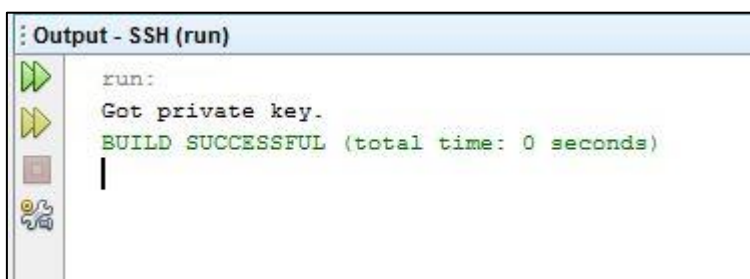 Output - SSH (run)
run:
Got private key.
BUILD SUCCESSFUL (total time: 0 seconds)